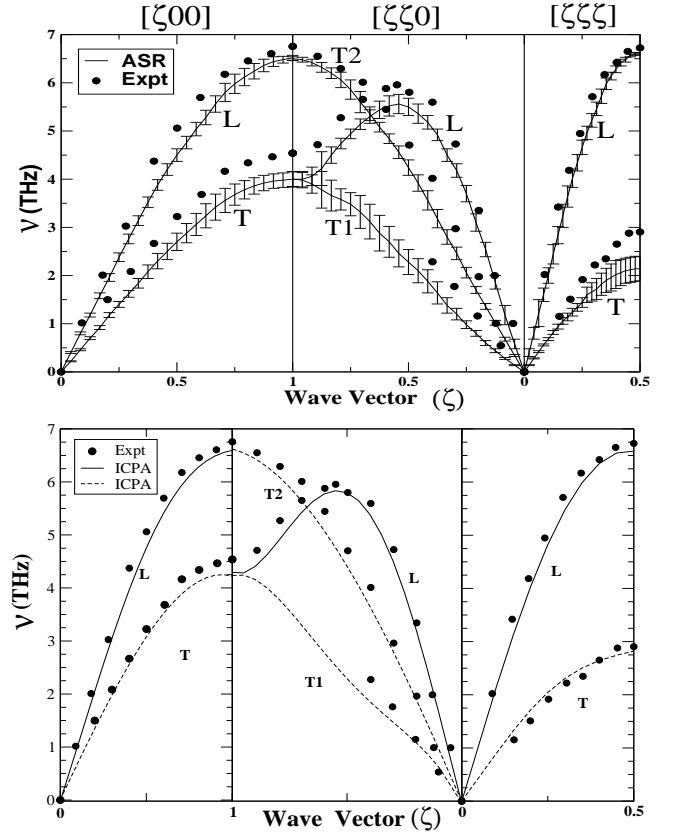 [ζ00] [ζζ0] [ζζζ]
7
6
5
4
3
2
1
0
ν (THz)
ASR
Expt
L
T
T2
L
T1
L
T
0 0.5 1 0.5 0 0.5
Wave Vector (ζ)
7
6
5
4
3
2
1
0
ν (THz)
Expt
ICPA
ICPA
L
T
T2
L
T1
L
T
0 1 0 0.5
Wave Vector (ζ)